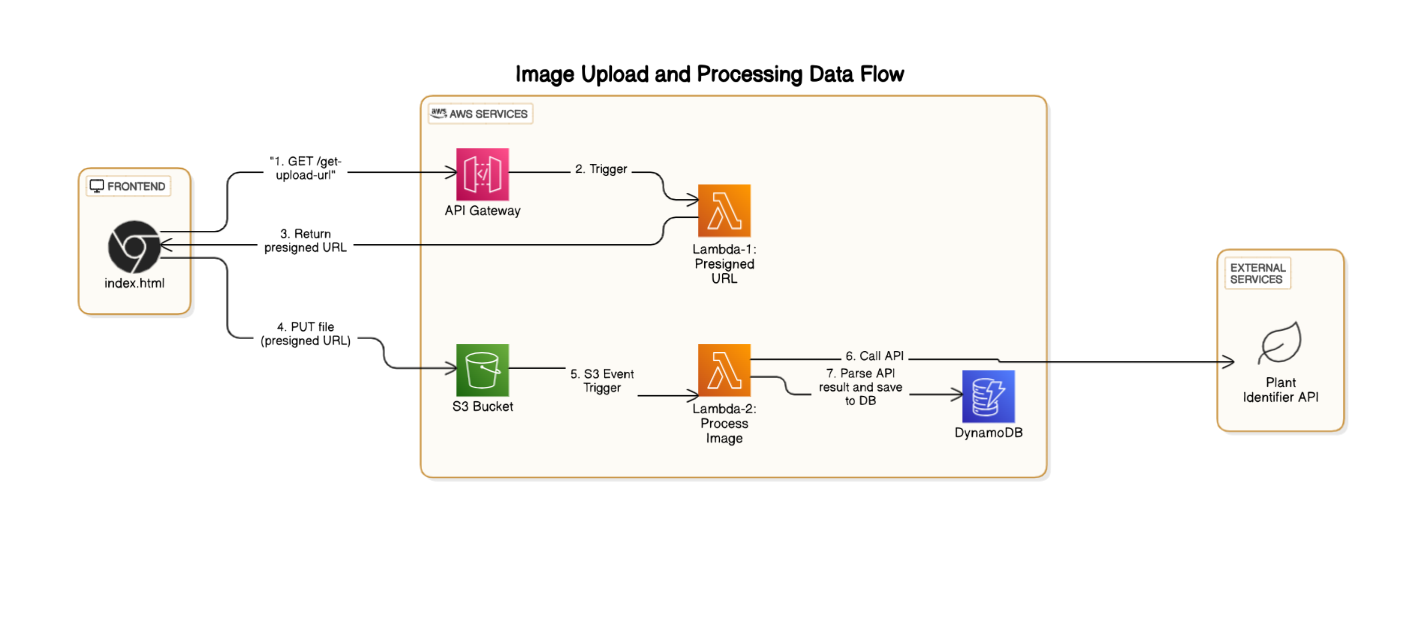 Image Upload and Processing Data Flow
aws AWS SERVICES
"1. GET /get-
upload-url"
2. Trigger
FRONTEND
API Gateway
3. Return
presigned URL
Lambda-1:
Presigned
URL
index.html
EXTERNAL
SERVICES
4. PUT file
(presigned URL)
6. Call API
5. S3 Event
Trigger
7. Parse API
result and save
to DB
Plant
Identifier API
S3 Bucket
Lambda-2:
Process
Image
DynamoDB